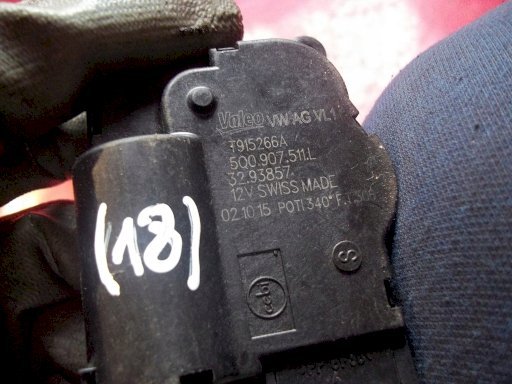 Valeo VW AG VL1
T915266A
5Q0.907.511.L
32.93857.
12V SWISS MADE
02.10.15 POTI 340°
(18)
S